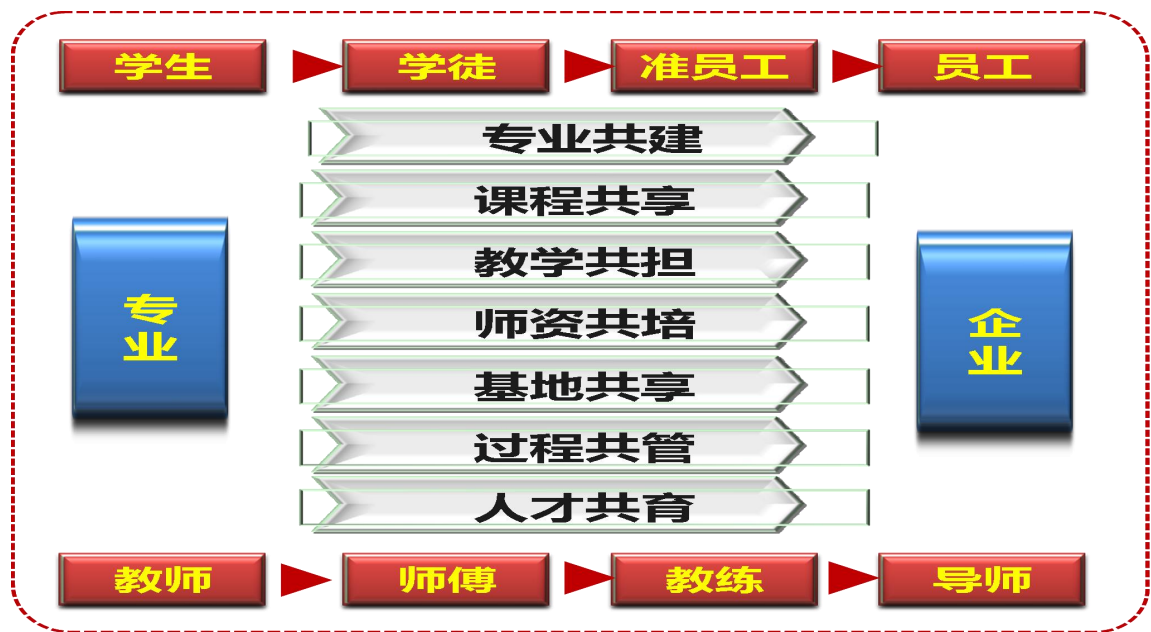 学生
学徒
准员工
员工
专业共建
课程共享
教学共担
师资共培
基地共享
过程共管
人才共育
专
业
企
业
教师
师傅
教练
导师